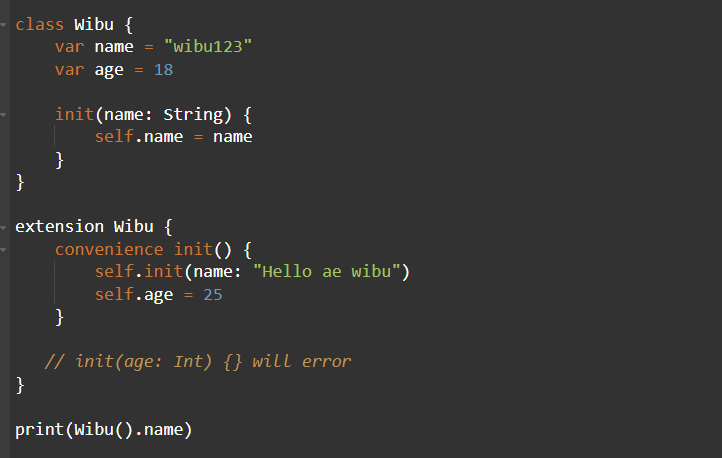 class Wibu {
    var name = "wibu123"
    var age = 18

    init(name: String) {
        self.name = name
    }
}

extension Wibu {
    convenience init() {
        self.init(name: "Hello ae wibu")
        self.age = 25
    }

   // init(age: Int) {} will error
}

print(Wibu().name)